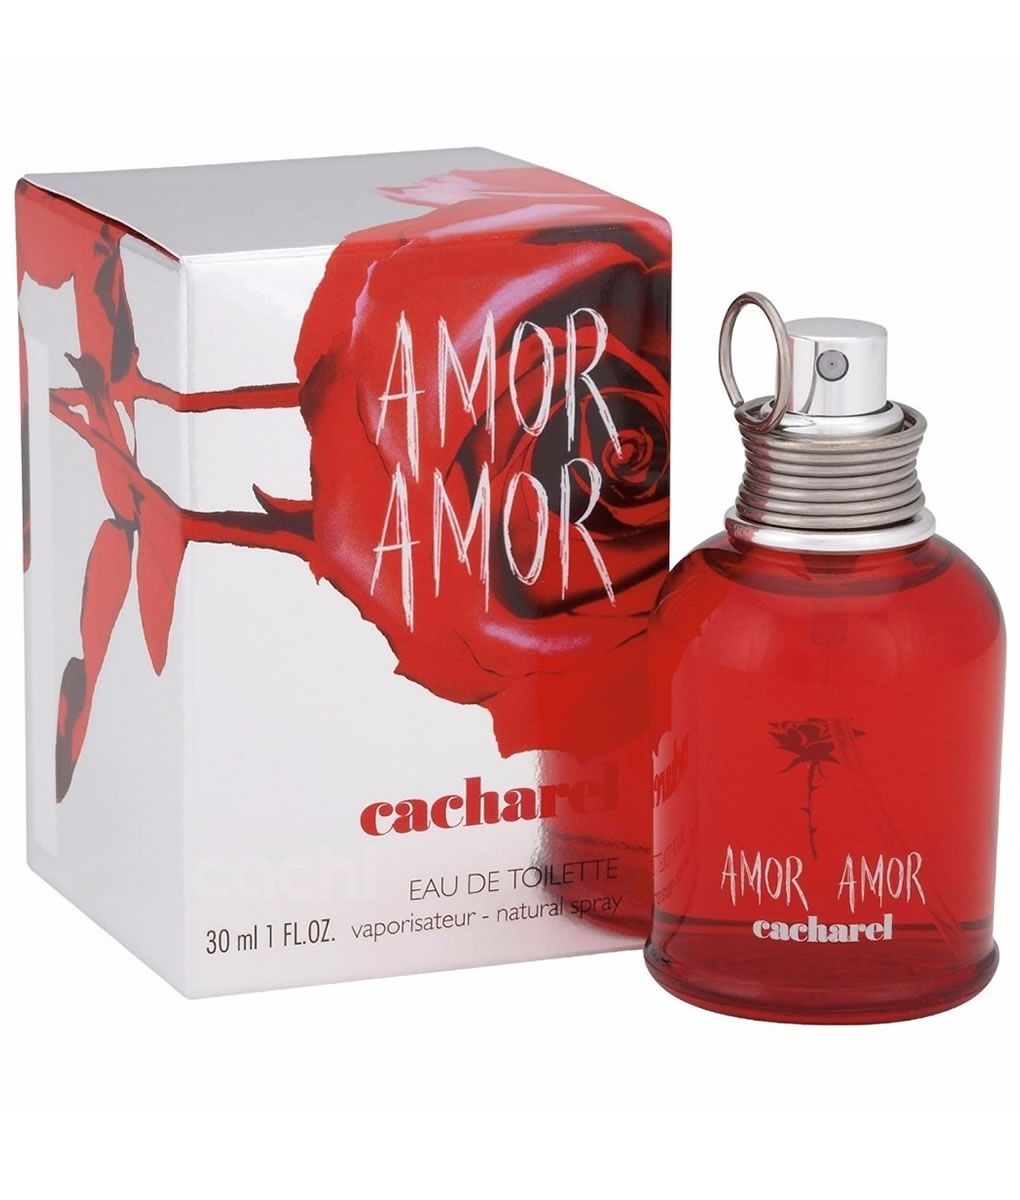 AMOR
AMOR
cacharel
EAU DE TOILETTE
30 ml 1 FL.OZ. vaporisateur - natural spray
AMOR AMOR
cacharel